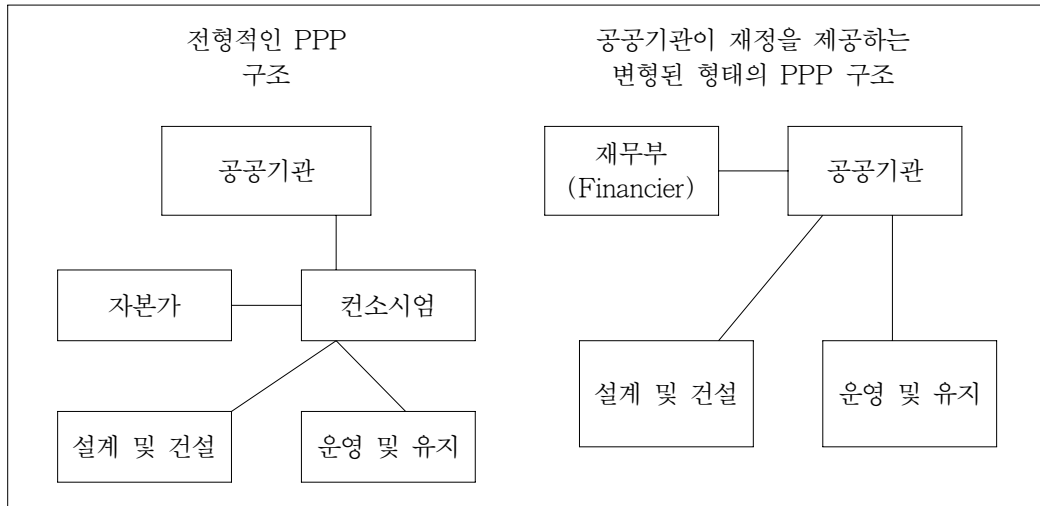 전형적인 PPP
구조
공공기관
자본가
컨소시엄
설계 및 건설
운영 및 유지
공공기관이 재정을 제공하는
변형된 형태의 PPP 구조
재무부
(Financier)
공공기관
설계 및 건설
운영 및 유지